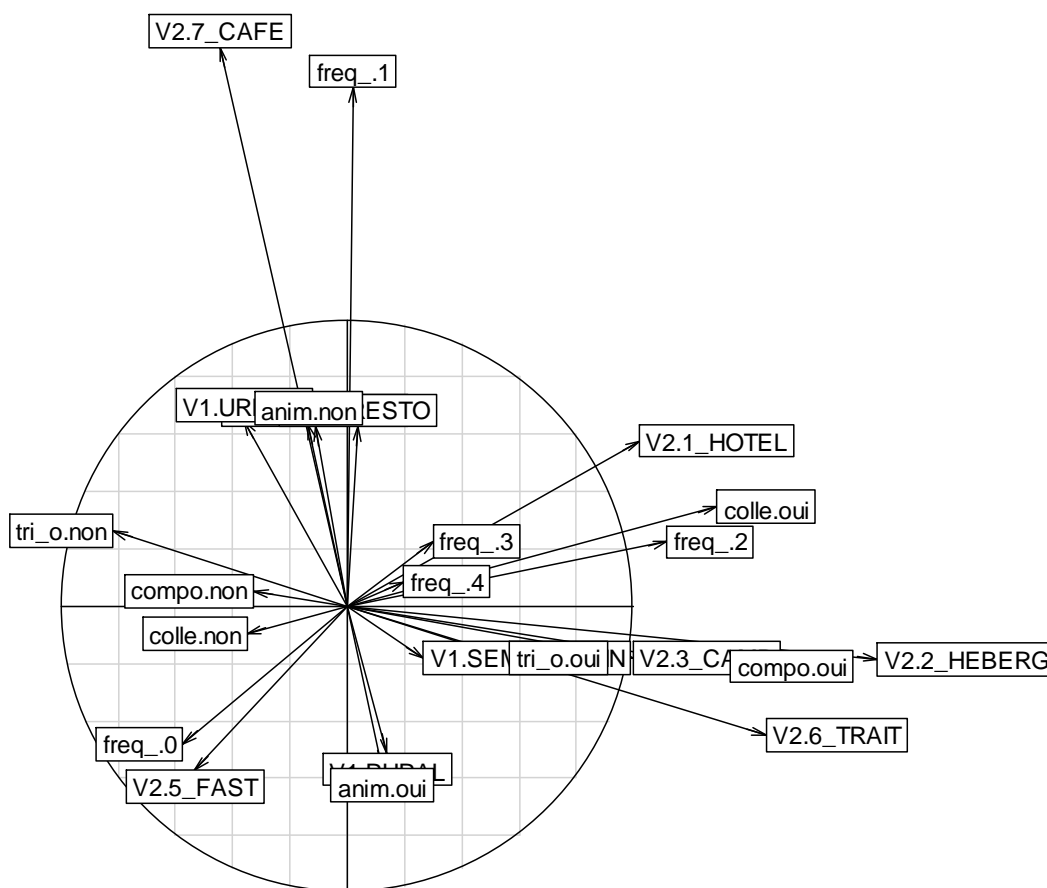 V2.7_CAFE
freq_.1
anim.non
V2.1_HOTEL
colle.oui
tri_o.non
freq_.3
freq_.2
freq_.4
compo.non
colle.non
tri_o.oui
compo.oui
V2.2_HEBERG
freq_.0
V2.6_TRAIT
V2.5_FAST
anim.oui